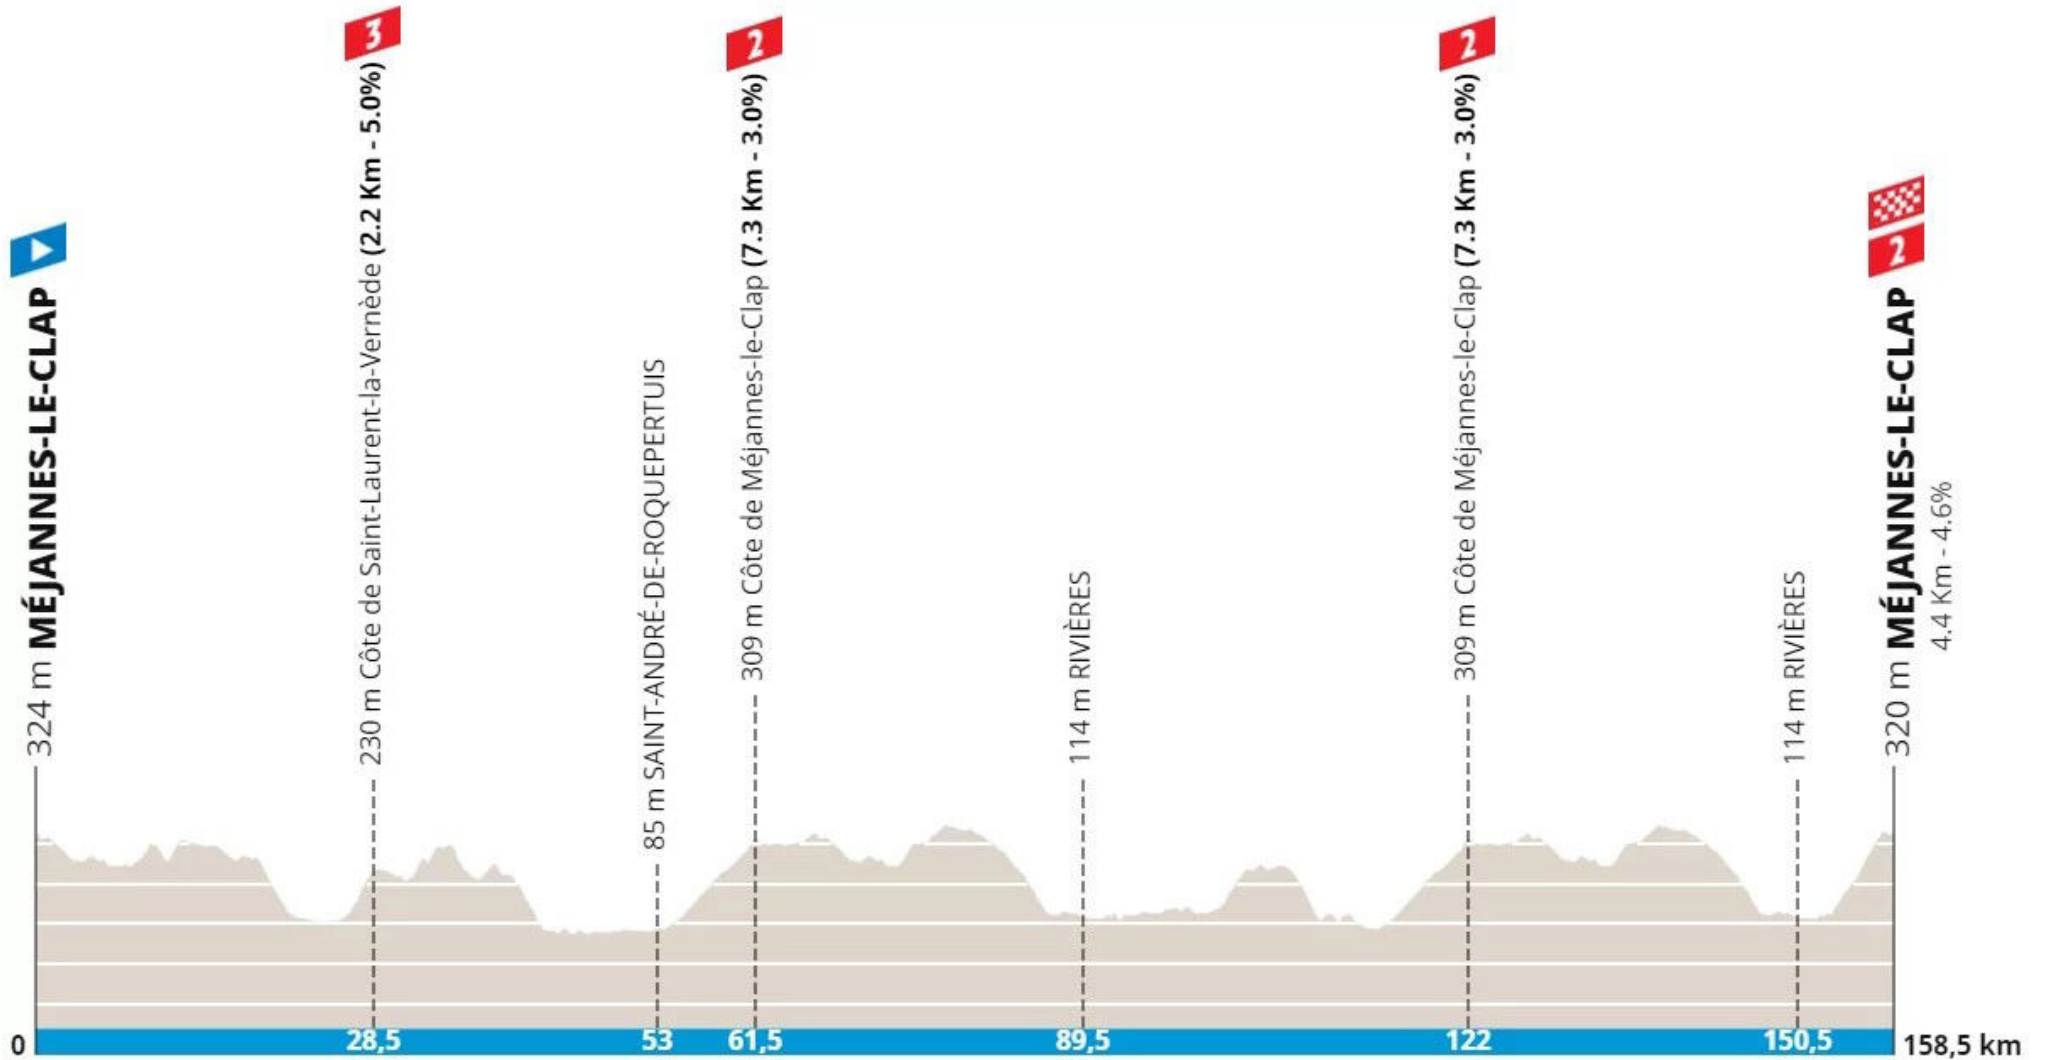 3
2
2
2
324 m MÉJANNES-LE-CLAP
230 m Côte de Saint-Laurent-la-Vernède (2.2 Km - 5.0%)
85 m SAINT-ANDRÉ-DE-ROQUEPERTUIS
309 m Côte de Méjannes-le-Clap (7.3 Km - 3.0%)
114 m RIVIÈRES
309 m Côte de Méjannes-le-Clap (7.3 Km - 3.0%)
114 m RIVIÈRES
320 m MÉJANNES-LE-CLAP
4.4 Km - 4.6%
0 28,5 53 61,5 89,5 122 150,5 158,5 km